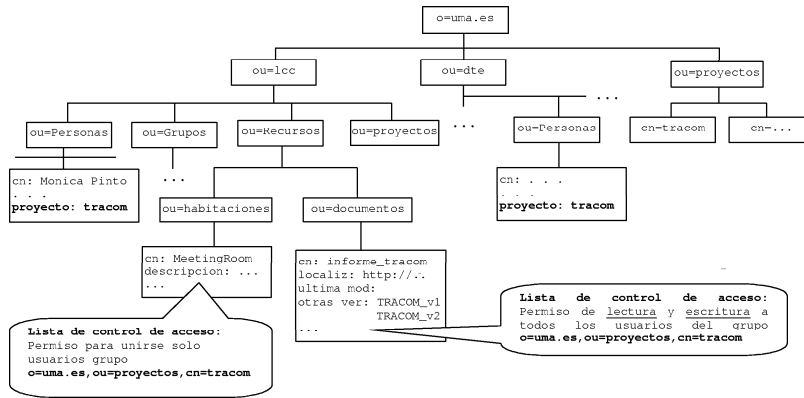 o=uma.es
ou=lcc
ou=dte
ou=proyectos
...
ou=Personas
ou=Grupos
ou=Recursos
ou=proyectos
...
ou=Personas
cn=tracom
cn=...
cn: Monica Pinto
. . .
proyecto: tracom
...
ou=habitaciones
ou=documentos
cn: . . .
. . .
proyecto: tracom
cn: MeetingRoom
descripcion: ...
...
cn: informe_tracom
localiz: http://..
ultima mod:
otras ver: TRACOM_v1
TRACOM_v2
...
Lista de control de acceso:
Permiso para unirse solo
usuarios grupo
o=uma.es,ou=proyectos,cn=tracom
Lista de control de acceso:
Permiso de lectura y escritura a
todos los usuarios del grupo
o=uma.es,ou=proyectos,cn=tracom